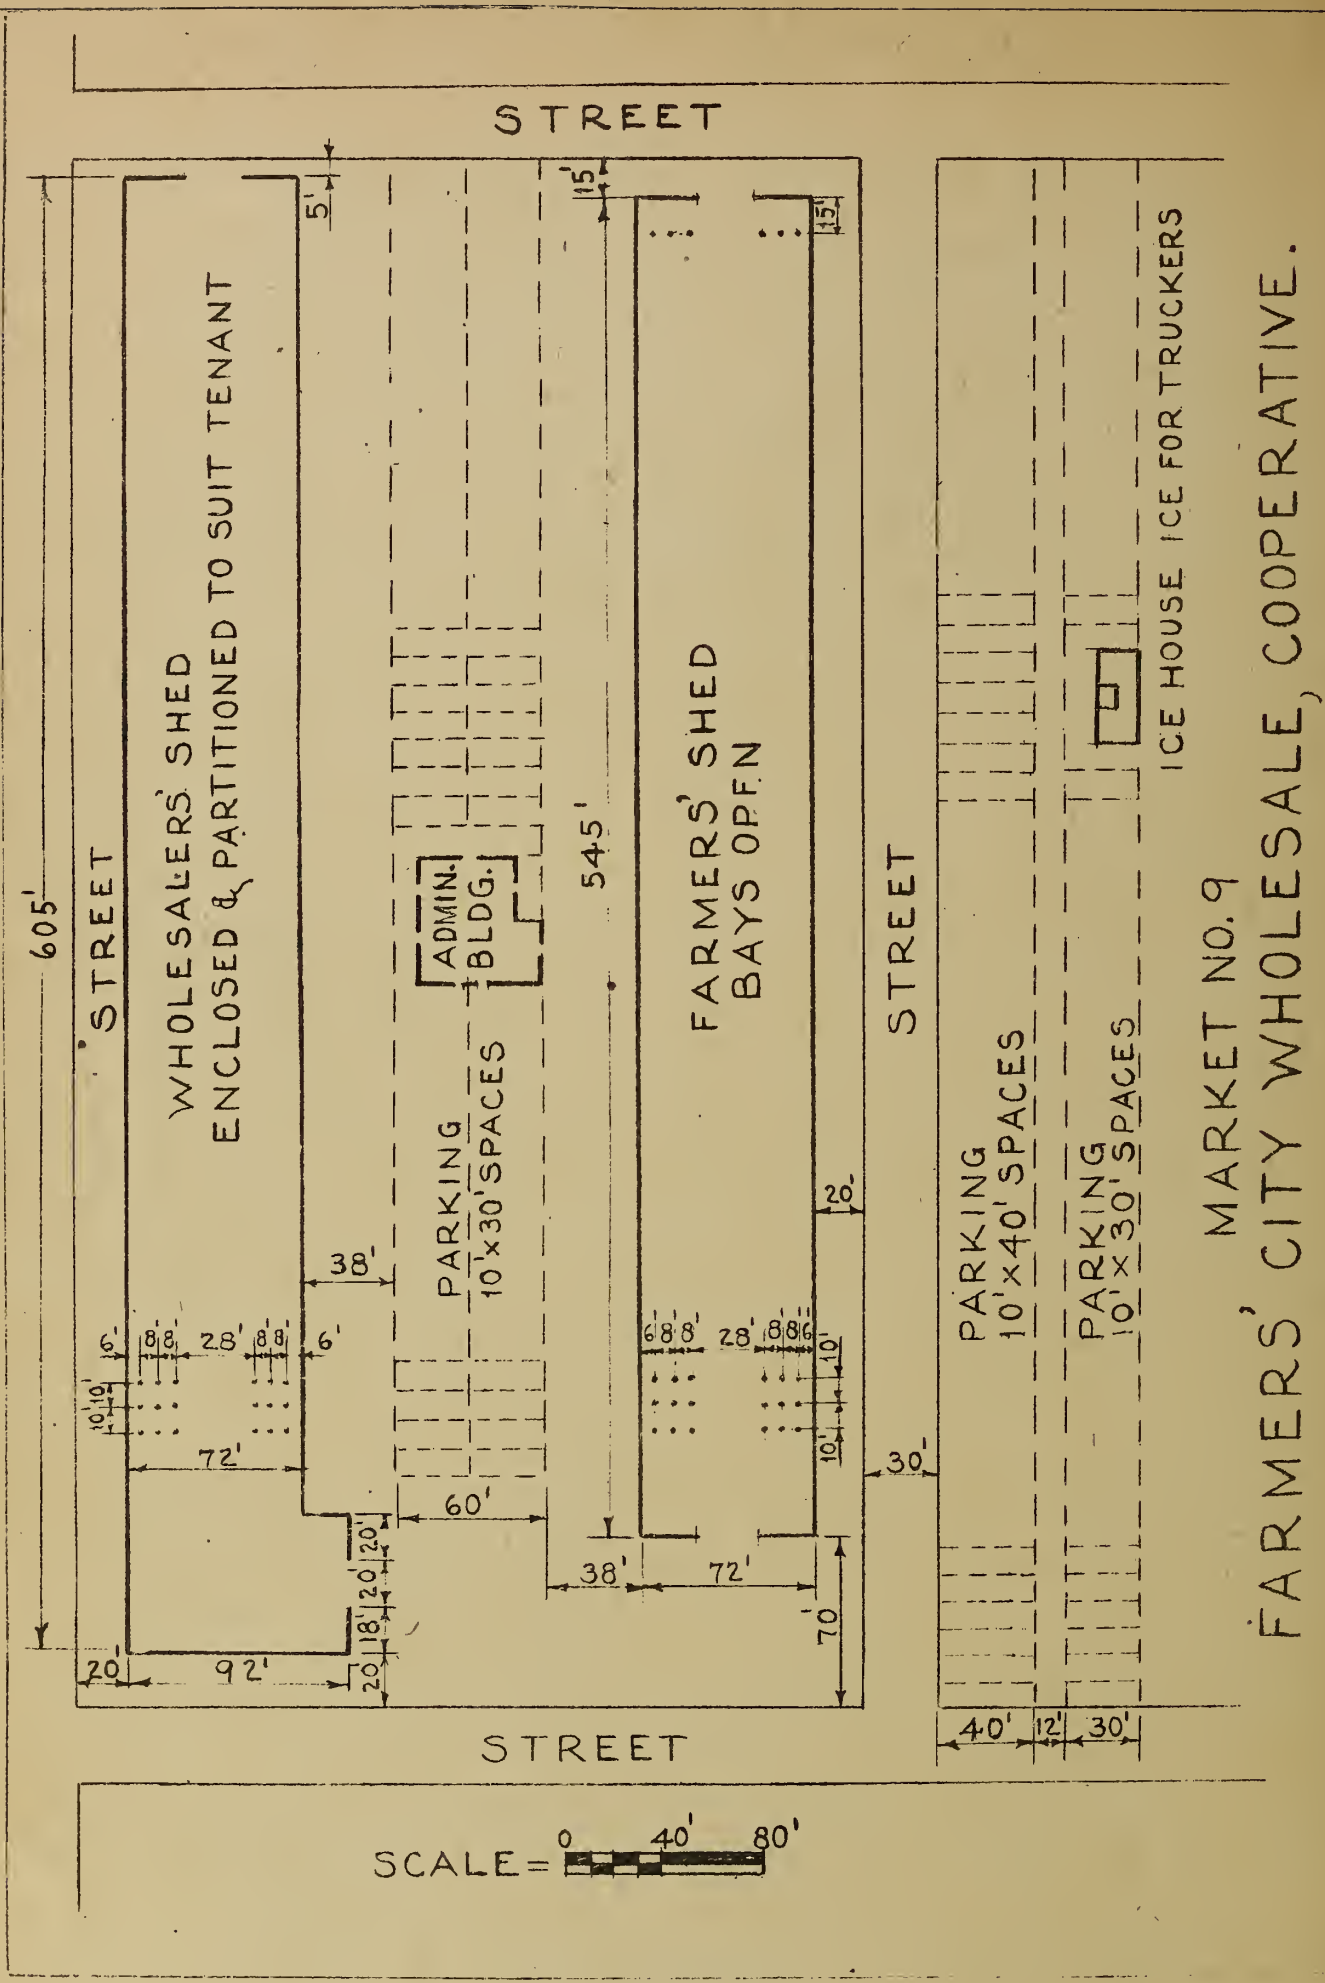 STREET
5'
15'
15'
605'
STREET
WHOLESALERS' SHED
ENCLOSED & PARTITIONED TO SUIT TENANT
ADMIN.
BLDG.
PARKING
10'x30' SPACES
545'
FARMERS' SHED
BAYS OPEN
STREET
20'
38'
6' 8' 8' 28' 8' 8' 6'
10' 10'
72'
60'
20' 20' 18' 20'
20' 92'
6' 8' 8' 28' 8' 8' 6'
10'
10'
38' 72'
70'
30'
PARKING
10'x40' SPACES
PARKING
10'x30' SPACES
ICE HOUSE ICE FOR TRUCKERS
40' 12' 30'
STREET
SCALE =
0 40' 80'
MARKET NO. 9
FARMERS' CITY WHOLESALE, COOPERATIVE.